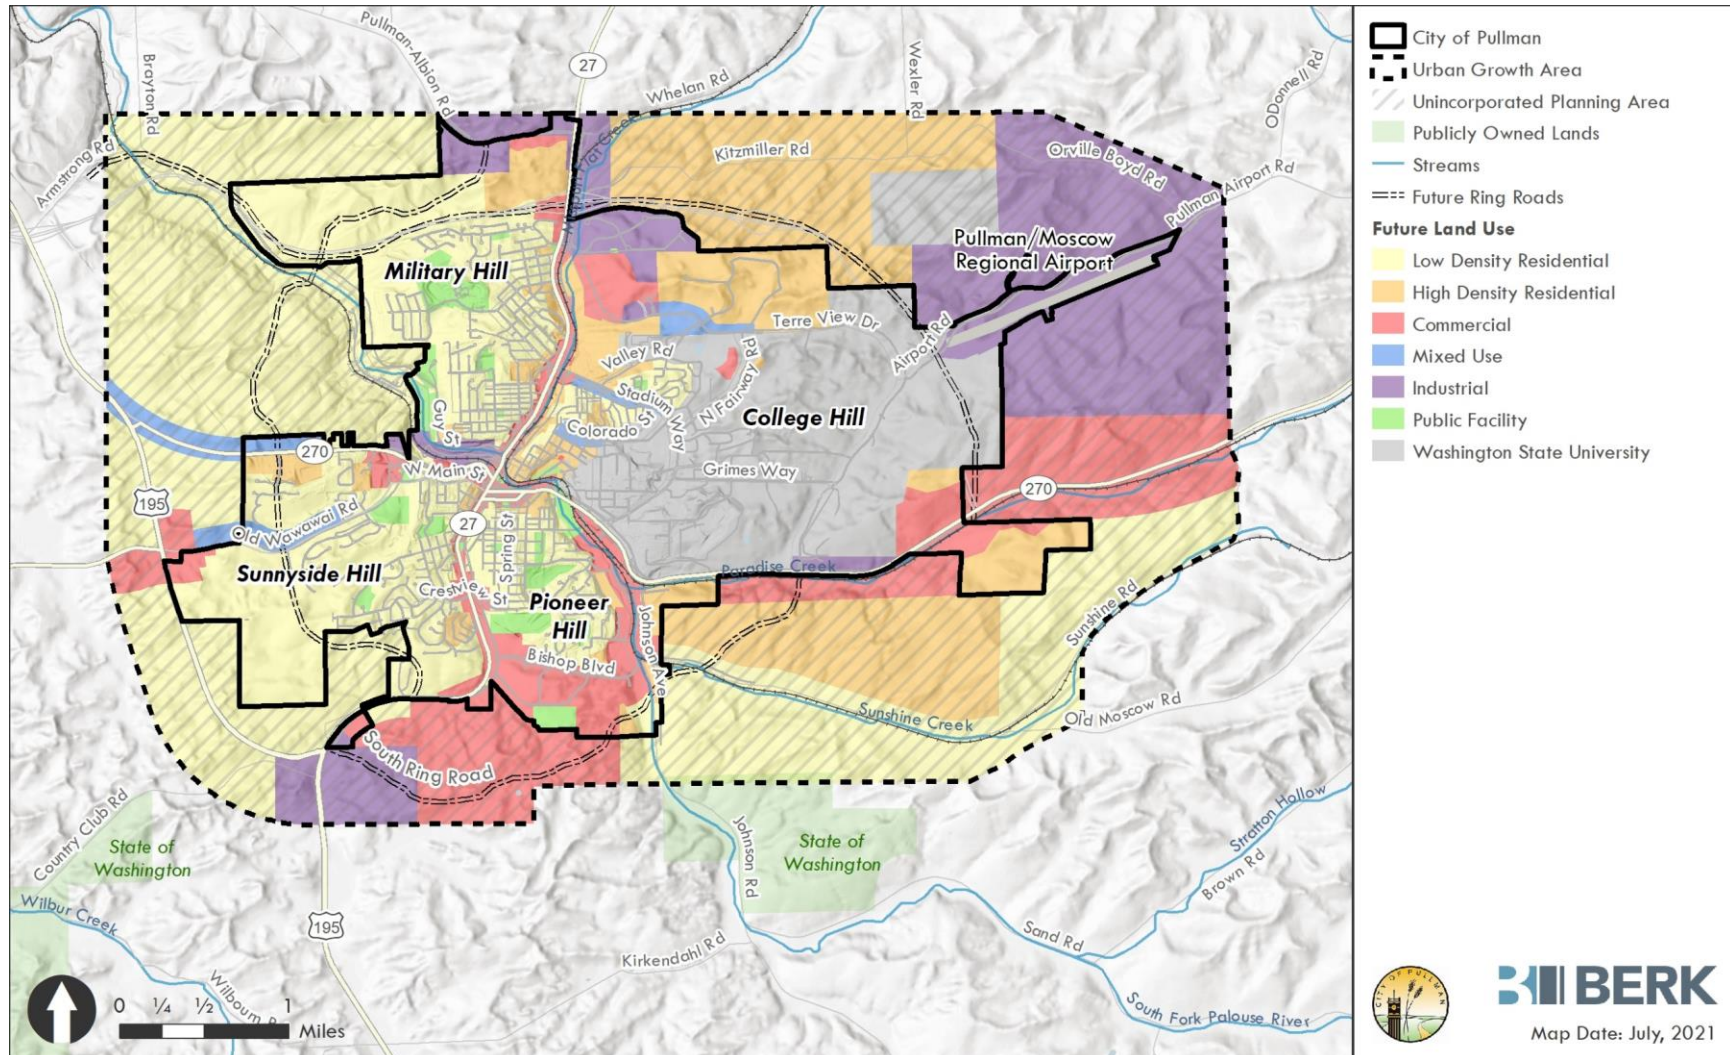 27
Pullman-Albion Rd
Brayton Rd
Whelan Rd
Wexler Rd
ODonnell Rd
Armstrong Rd
Kitzmiller Rd
Orville Boyd Rd
Pullman Airport Rd
Military Hill
Pullman/Moscow
Regional Airport
Terre View Dr
Airport Rd
Valley Rd
N Fairway Rd
Stadium Way
Colorado St
College Hill
Guy St
270
W Main St
Grimes Way
195
270
Old Wawawai Rd
27
Spring St
Sunnyside Hill
Crestview St
Paradise Creek
Pioneer
Hill
Johnson Ave
Sunshine Rd
Bishop Blvd
Sunshine Creek
Old Moscow Rd
South Ring Road
Country Club Rd
State of
Washington
Johnson Rd
State of
Washington
Stratton Hollow
Brown Rd
Wilbur Creek
195
Kirkendahl Rd
Sand Rd
South Fork Palouse River
0 ¼ ½ 1
Miles
City of Pullman
Urban Growth Area
Unincorporated Planning Area
Publicly Owned Lands
Streams
Future Ring Roads
Future Land Use
Low Density Residential
High Density Residential
Commercial
Mixed Use
Industrial
Public Facility
Washington State University
CITY OF PULLMAN
BERK
Map Date: July, 2021